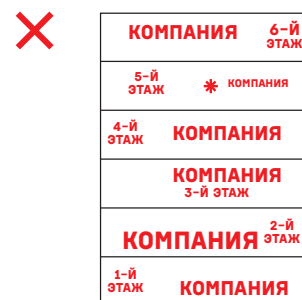 КОМПАНИЯ 6-Й ЭТАЖ
5-Й ЭТАЖ * КОМПАНИЯ
4-Й ЭТАЖ КОМПАНИЯ
КОМПАНИЯ
3-Й ЭТАЖ
КОМПАНИЯ 2-Й ЭТАЖ
1-Й ЭТАЖ КОМПАНИЯ